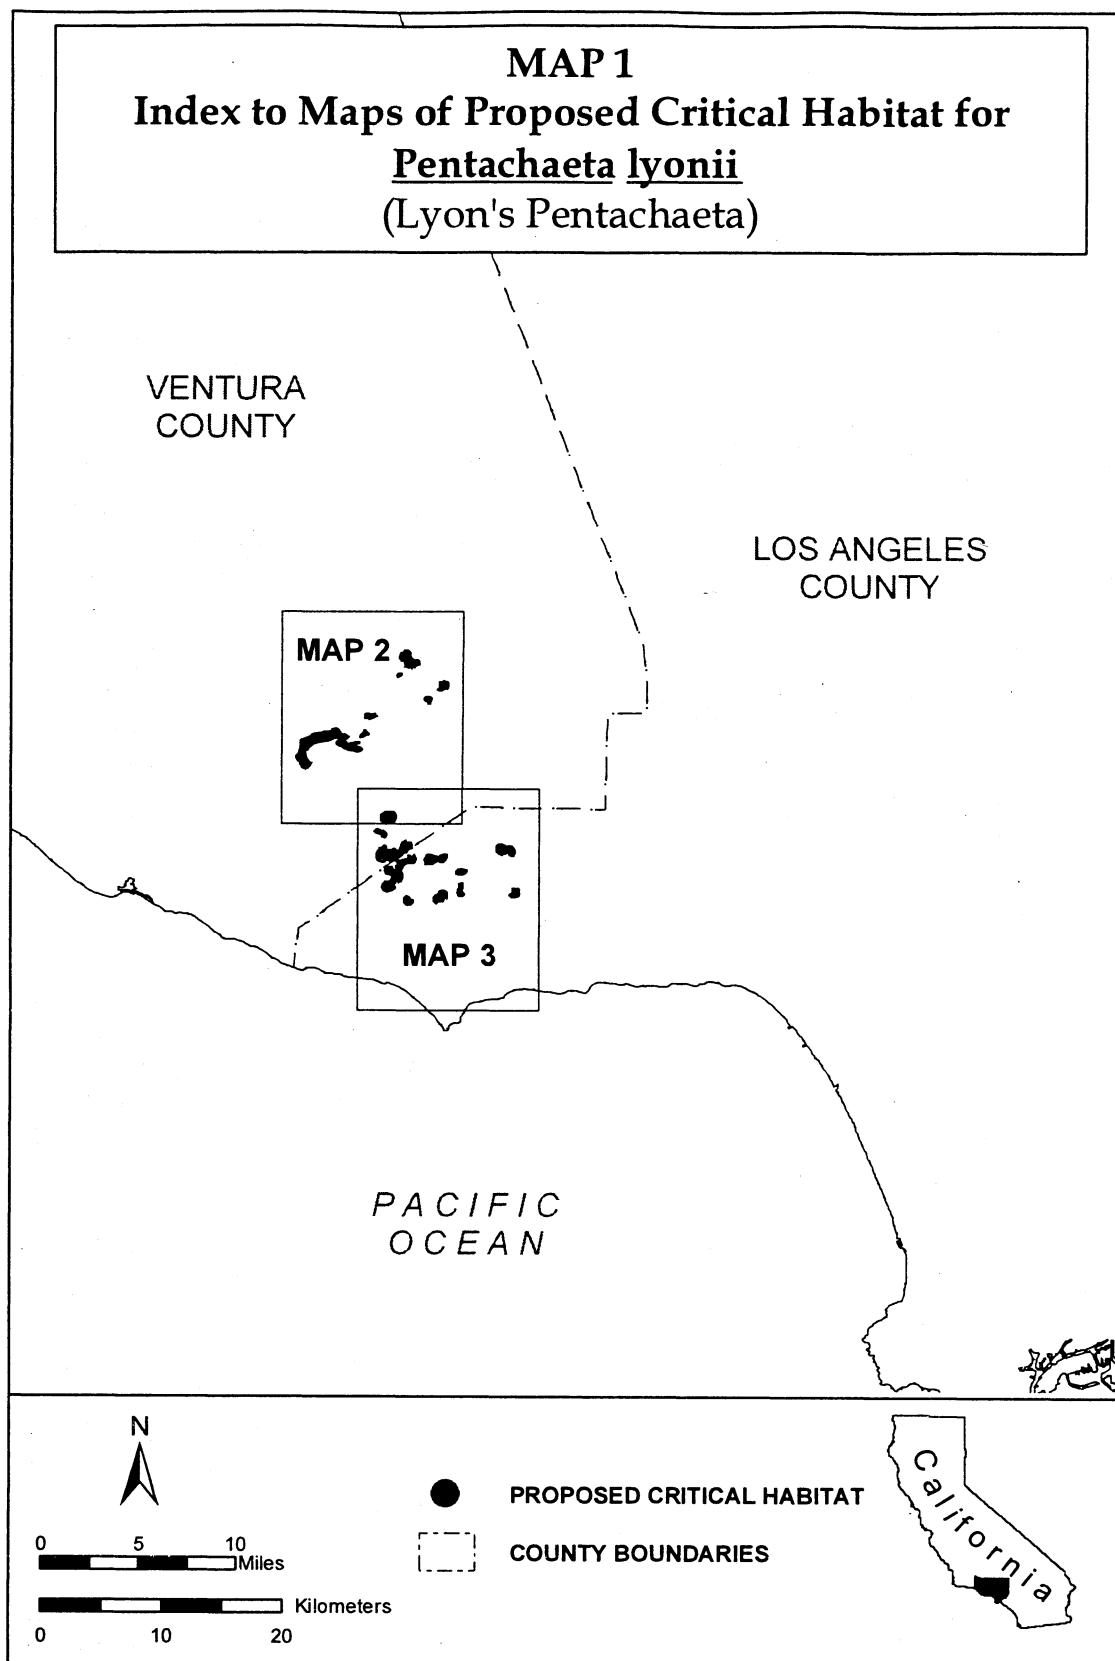 MAP 1
Index to Maps of Proposed Critical Habitat for
Pentachaeta lyonii
(Lyon's Pentachaeta)
VENTURA
COUNTY
LOS ANGELES
COUNTY
MAP 2
MAP 3
PACIFIC
OCEAN
N
0 5 10
Miles
Kilometers
0 10 20
PROPOSED CRITICAL HABITAT
COUNTY BOUNDARIES
California